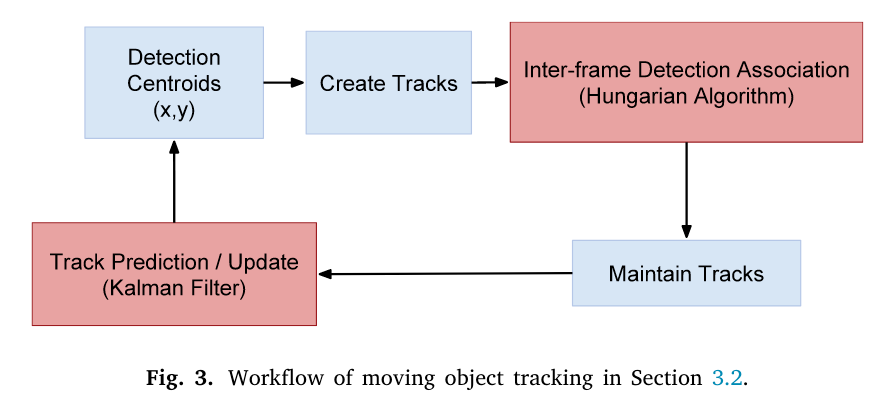 Detection
Centroids
(x,y)
Create Tracks
Inter-frame Detection Association
(Hungarian Algorithm)
Maintain Tracks
Track Prediction / Update
(Kalman Filter)
Fig. 3. Workflow of moving object tracking in Section 3.2.